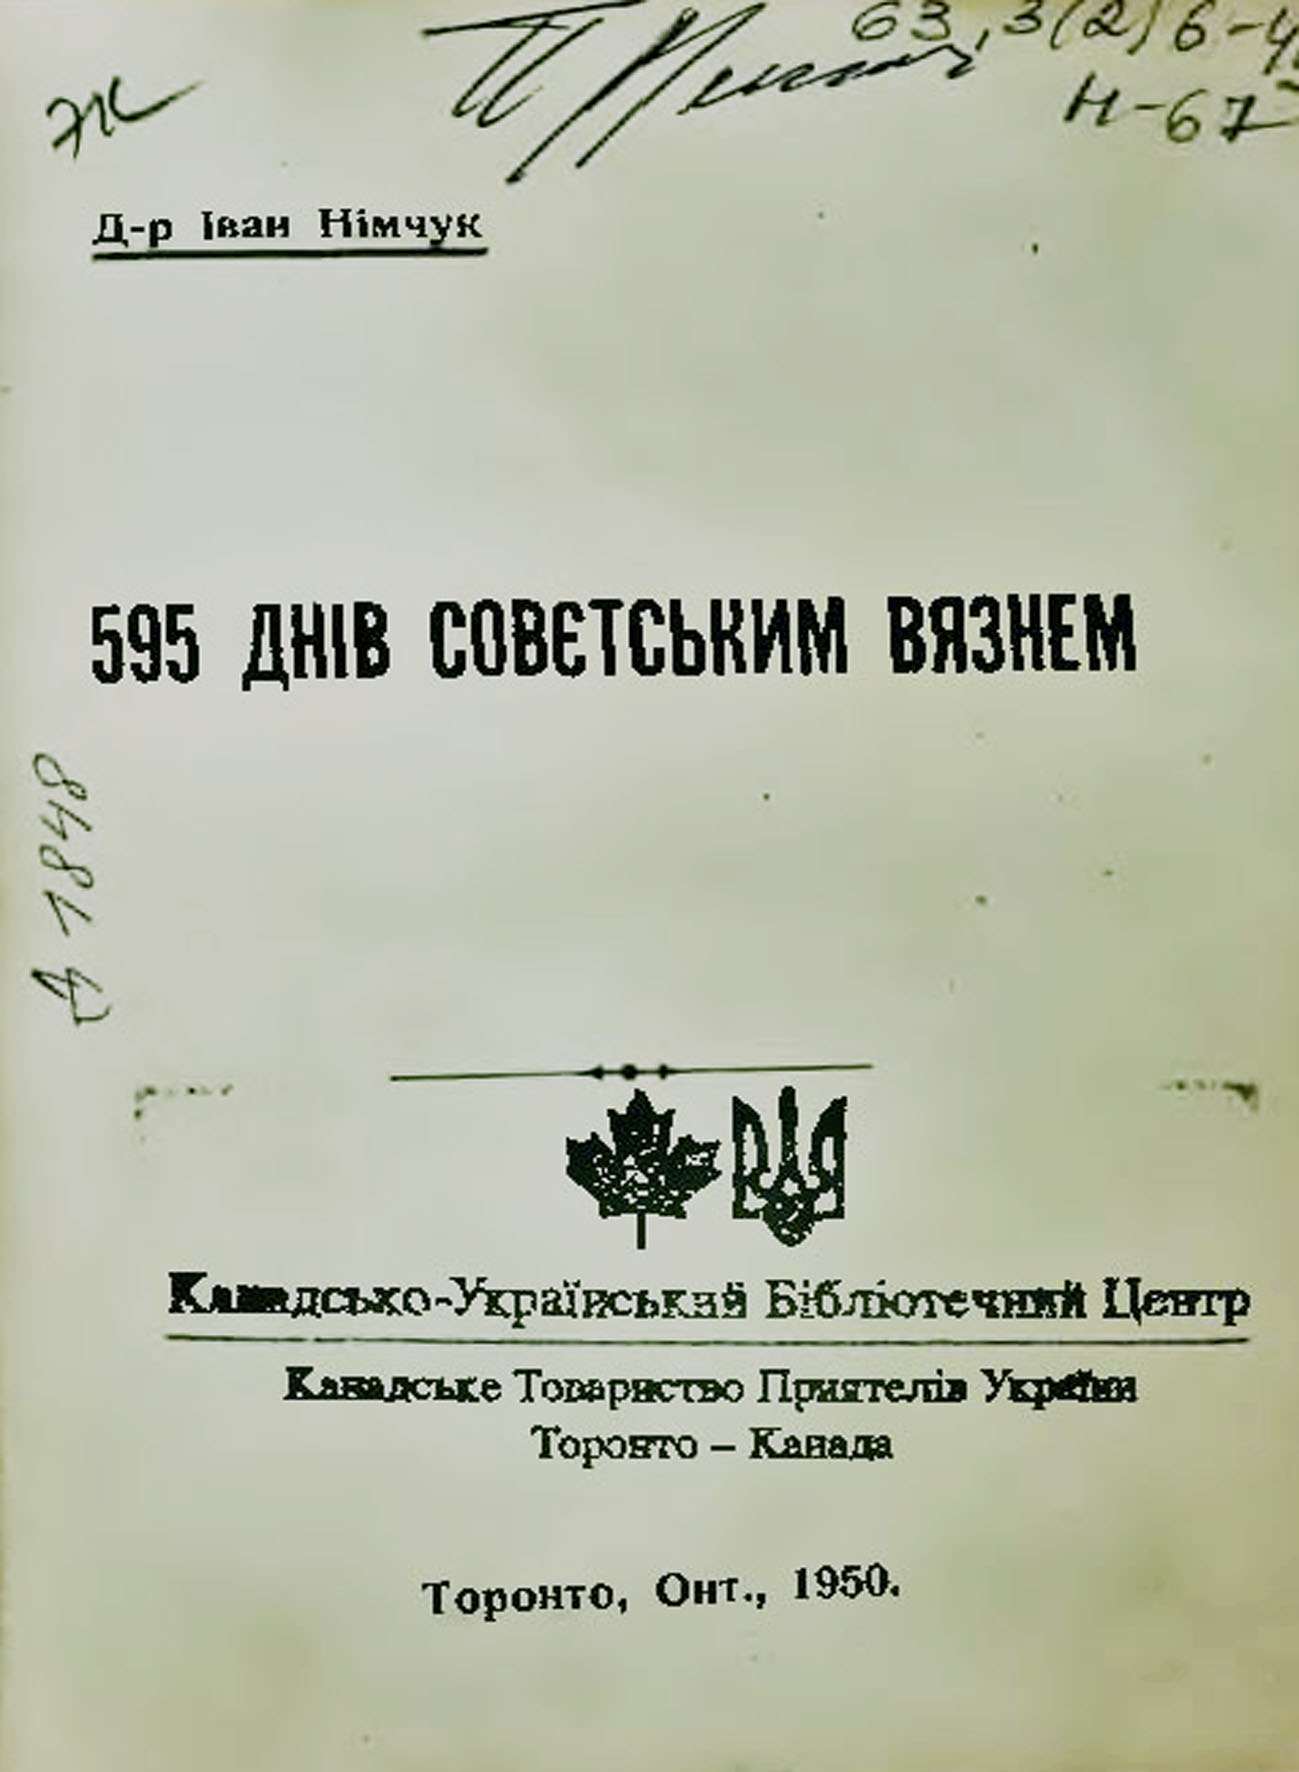 63,3(2)6-4
Н-67
Д-р Іван Німчук
595 ДНІВ СОВЄТСЬКИМ ВЯЗНЕМ
А 1848
Канадсько-Український Бібліотечний Центр
Канадське Товариство Приятелів України
Торонто – Канада
Торонто, Онт., 1950.